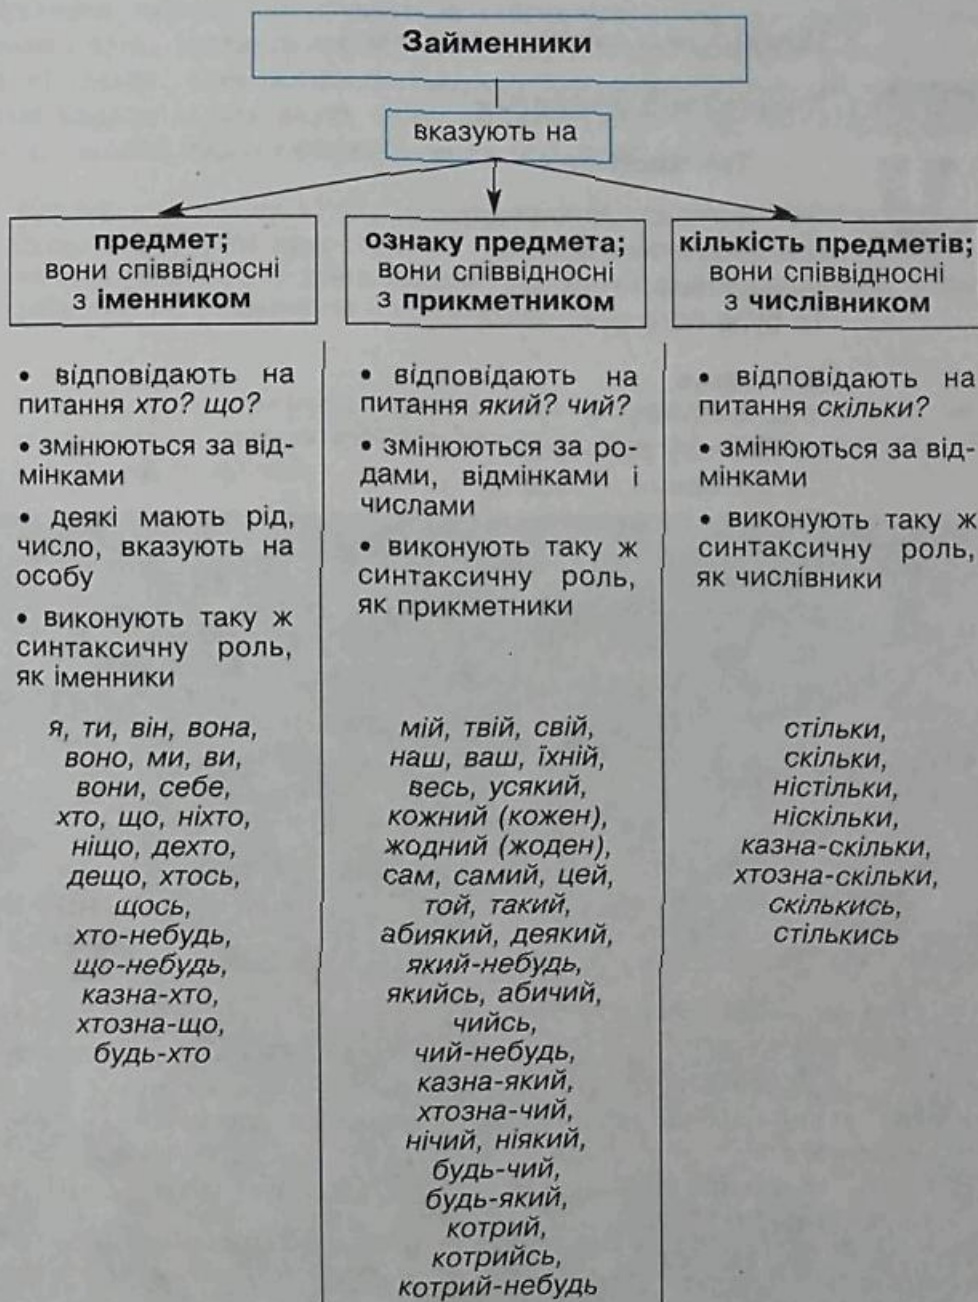 Займенники
вказують на
предмет;
вони співвідносні
з іменником
ознаку предмета;
вони співвідносні
з прикметником
кількість предметів;
вони співвідносні
з числівником
• відповідають на
питання хто? що?
• змінюються за від-
мінками
• деякі мають рід,
число, вказують на
особу
• виконують таку ж
синтаксичну роль,
як іменники
я, ти, він, вона,
воно, ми, ви,
вони, себе,
хто, що, ніхто,
ніщо, дехто,
дещо, хтось,
щось,
хто-небудь,
що-небудь,
казна-хто,
хтозна-що,
будь-хто
• відповідають на
питання який? чий?
• змінюються за ро-
дами, відмінками і
числами
• виконують таку ж
синтаксичну роль,
як прикметники
мій, твій, свій,
наш, ваш, їхній,
весь, усякий,
кожний (кожен),
жодний (жоден),
сам, самий, цей,
той, такий,
абиякий, деякий,
який-небудь,
якийсь, абичий,
чийсь,
чий-небудь,
казна-який,
хтозна-чий,
нічий, ніякий,
будь-чий,
будь-який,
котрий,
котрийсь,
котрий-небудь
• відповідають на
питання скільки?
• змінюються за від-
мінками
• виконують таку ж
синтаксичну роль,
як числівники
стільки,
скільки,
ністільки,
ніскільки,
казна-скільки,
хтозна-скільки,
скількись,
стількись